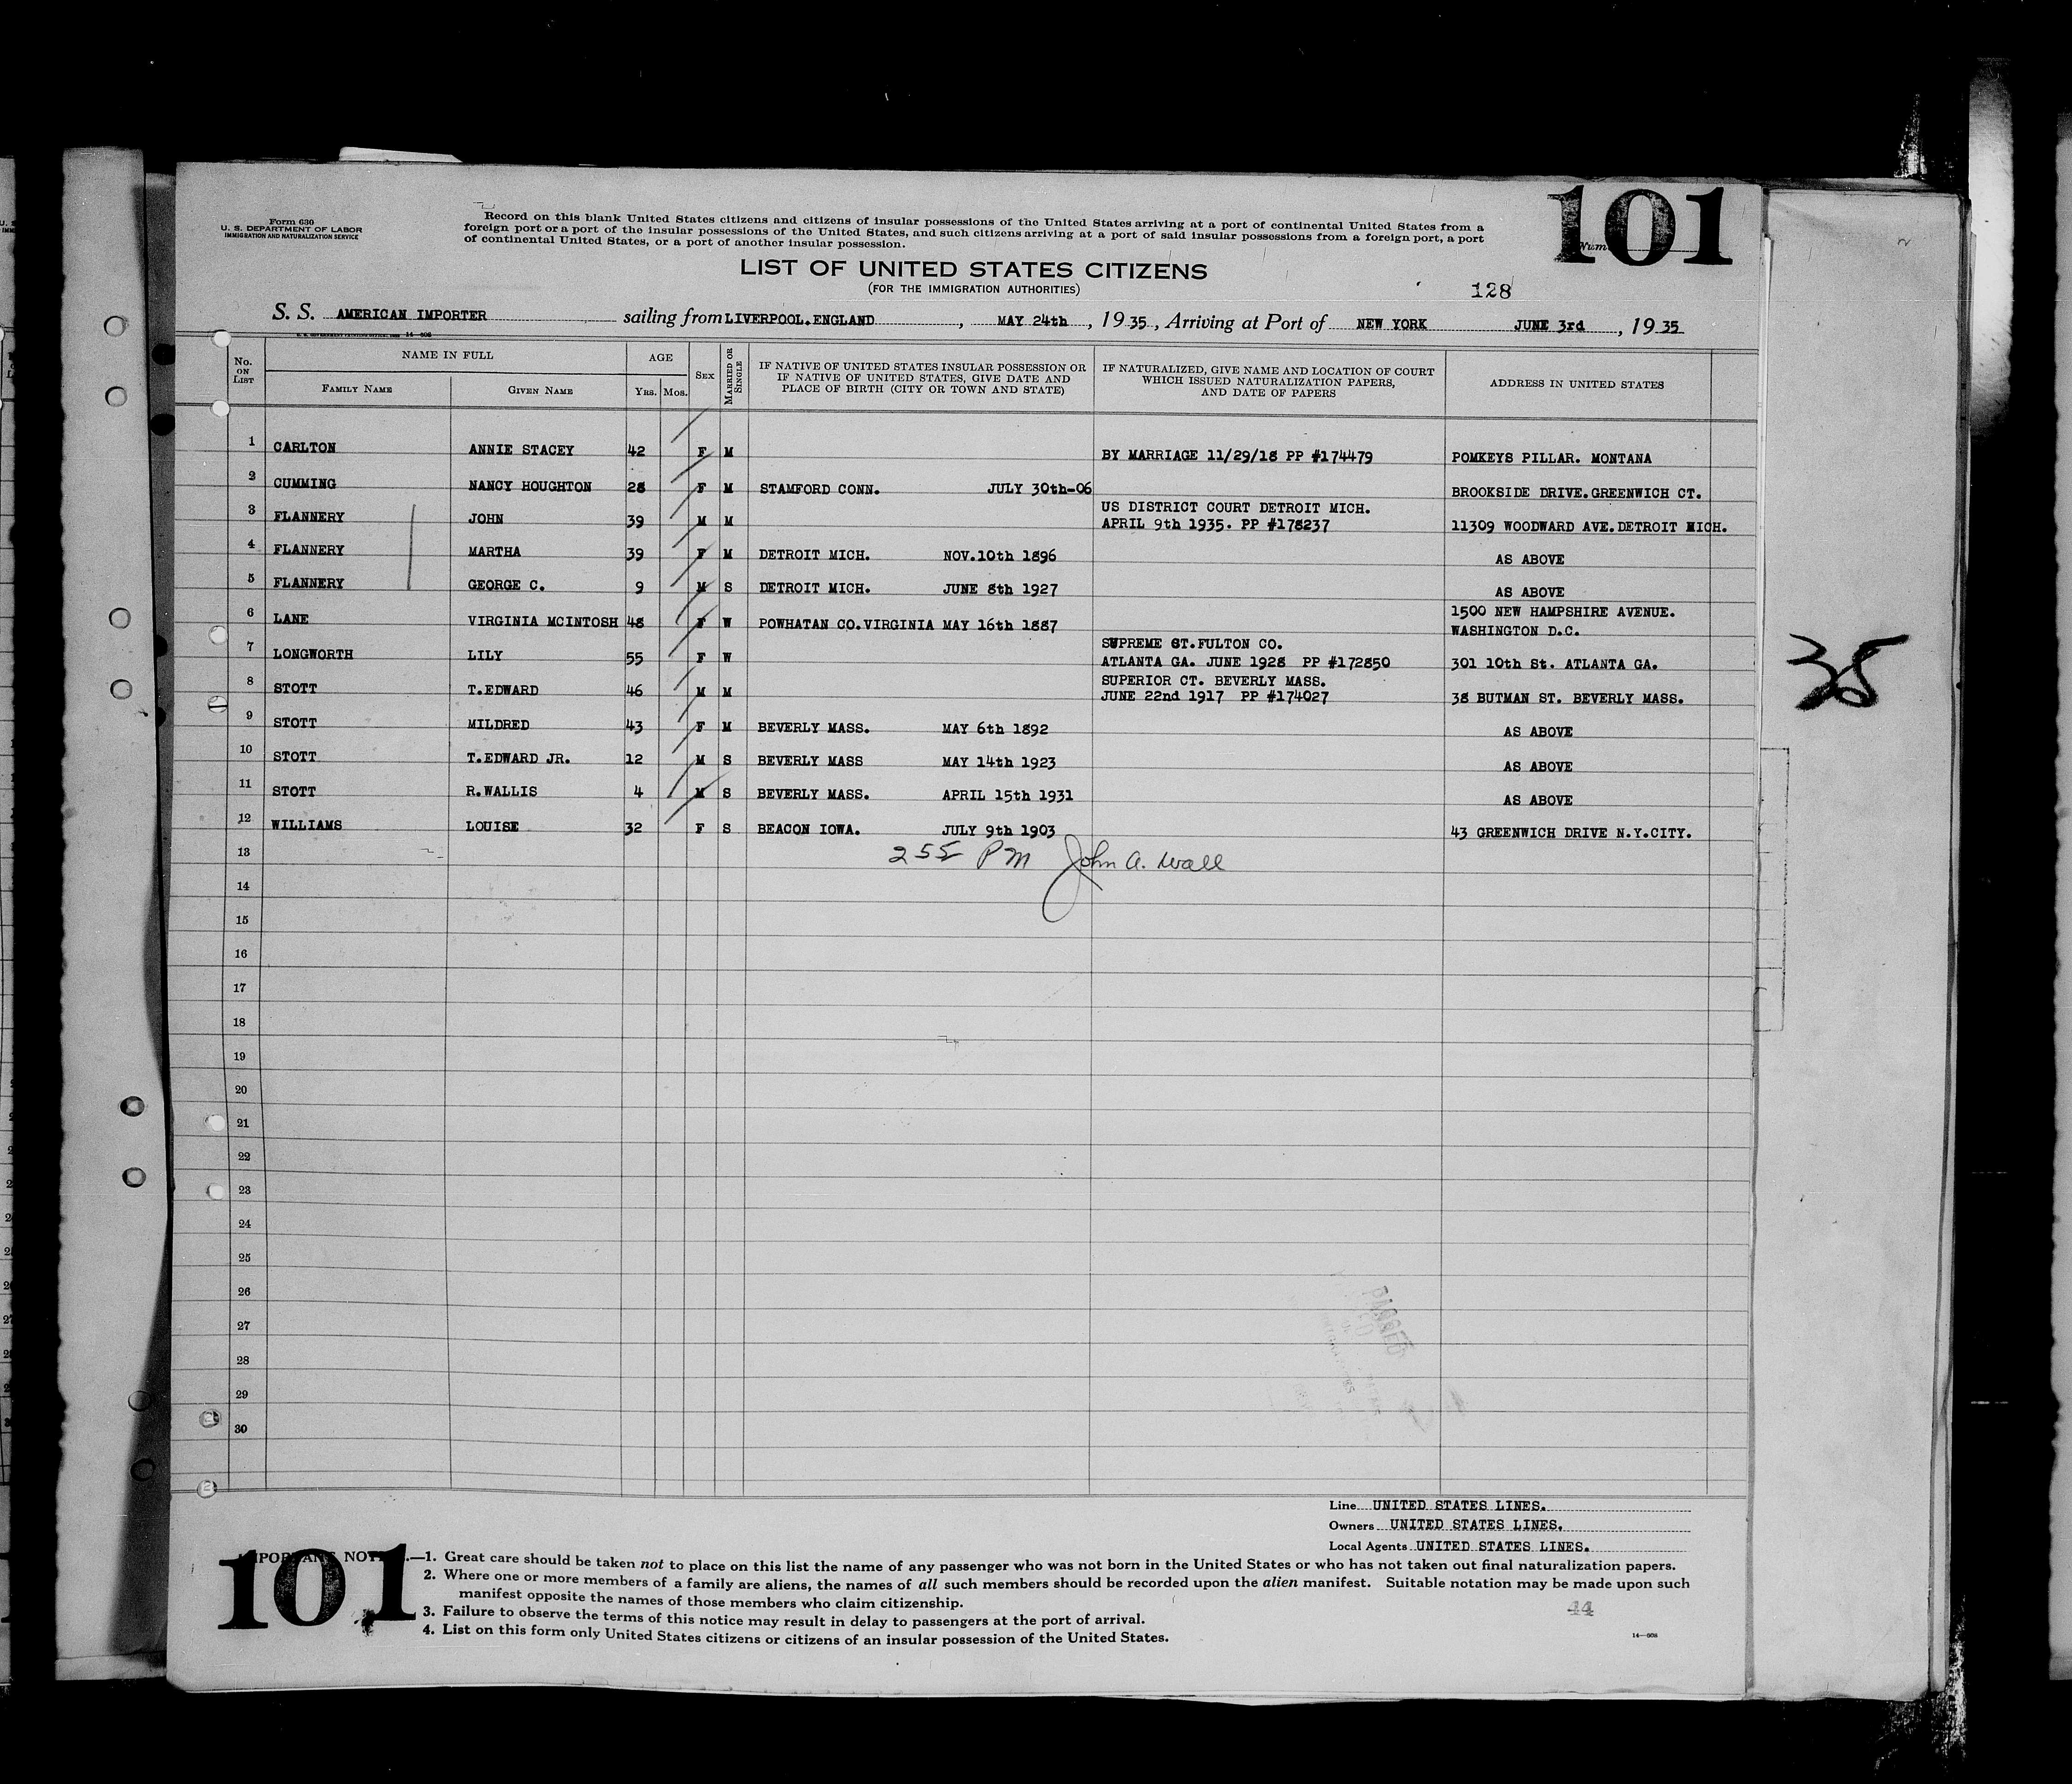 Form 630
U. S. DEPARTMENT OF LABOR
IMMIGRATION AND NATURALIZATION SERVICE
Record on this blank United States citizens and citizens of insular possessions of the United States arriving at a port of continental United States from a
foreign port or a port of the insular possessions of the United States, and such citizens arriving at a port of said insular possessions from a foreign port, a port
of continental United States, or a port of another insular possession.
101
LIST OF UNITED STATES CITIZENS
(FOR THE IMMIGRATION AUTHORITIES)
128
S. S. AMERICAN IMPORTER sailing from LIVERPOOL.ENGLAND, MAY 24th, 1935, Arriving at Port of NEW YORK JUNE 3rd, 1935
No. ON LIST NAME IN FULL AGE SEX MARRIED OR SINGLE IF NATIVE OF UNITED STATES INSULAR POSSESSION OR IF NATIVE OF UNITED STATES, GIVE DATE AND PLACE OF BIRTH (CITY OR TOWN AND STATE) IF NATURALIZED, GIVE NAME AND LOCATION OF COURT WHICH ISSUED NATURALIZATION PAPERS, AND DATE OF PAPERS ADDRESS IN UNITED STATES
FAMILY NAME GIVEN NAME YRS. MOS.
1 CARLTON ANNIE STACEY 42 F M BY MARRIAGE 11/29/18 PP #174479 POMKEYS PILLAR. MONTANA
2 CUMMING NANCY HOUGHTON 28 F M STAMFORD CONN. JULY 30th-06 BROOKSIDE DRIVE.GREENWICH CT.
US DISTRICT COURT DETROIT MICH.
3 FLANNERY JOHN 39 M M APRIL 9th 1935. PP #178237 11309 WOODWARD AVE.DETROIT MICH.
4 FLANNERY MARTHA 39 F M DETROIT MICH. NOV.10th 1896 AS ABOVE
5 FLANNERY GEORGE C. 9 M S DETROIT MICH. JUNE 8th 1927 AS ABOVE
1500 NEW HAMPSHIRE AVENUE.
6 LANE VIRGINIA MCINTOSH 48 F W POWHATAN CO.VIRGINIA MAY 16th 1887 WASHINGTON D.C.
SUPREME CT.FULTON CO.
7 LONGWORTH LILY 55 F W ATLANTA GA. JUNE 1928 PP #172850 301 10th St. ATLANTA GA.
SUPERIOR CT. BEVERLY MASS.
8 STOTT T.EDWARD 46 M M JUNE 22nd 1917 PP #174027 38 BUTMAN ST. BEVERLY MASS.
9 STOTT MILDRED 43 F M BEVERLY MASS. MAY 6th 1892 AS ABOVE
10 STOTT T.EDWARD JR. 12 M S BEVERLY MASS MAY 14th 1923 AS ABOVE
11 STOTT R.WALLIS 4 M S BEVERLY MASS. APRIL 15th 1931 AS ABOVE
12 WILLIAMS LOUISE 32 F S BEACON IOWA. JULY 9th 1903 43 GREENWICH DRIVE N.Y.CITY.
13 255 PM John A. Wall
14
15
16
17
18
19
20
21
22
23
24
25
26
27
28
29
30
35
PASSED
Line UNITED STATES LINES.
Owners UNITED STATES LINES.
Local Agents UNITED STATES LINES.
101
1. Great care should be taken not to place on this list the name of any passenger who was not born in the United States or who has not taken out final naturalization papers.
2. Where one or more members of a family are aliens, the names of all such members should be recorded upon the alien manifest. Suitable notation may be made upon such
manifest opposite the names of those members who claim citizenship.
3. Failure to observe the terms of this notice may result in delay to passengers at the port of arrival.
4. List on this form only United States citizens or citizens of an insular possession of the United States.
44
14—608